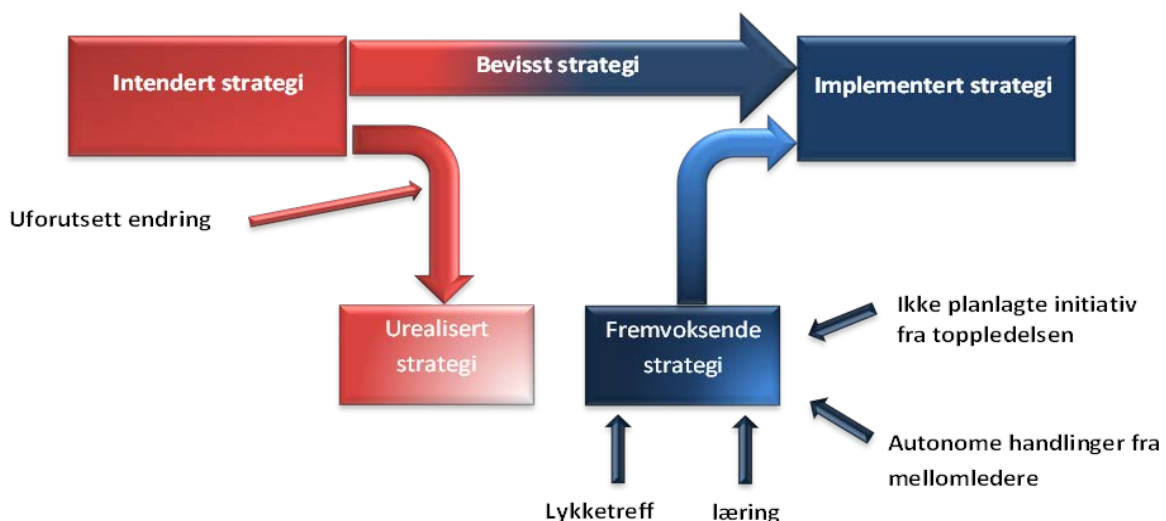 Intendert strategi
Bevisst strategi
Implementert strategi
Uforutsett endring
Urealisert
strategi
Fremvoksende
strategi
Ikke planlagte initiativ
fra toppledelsen
Autonome handlinger fra
mellomledere
Lykketreff
læring